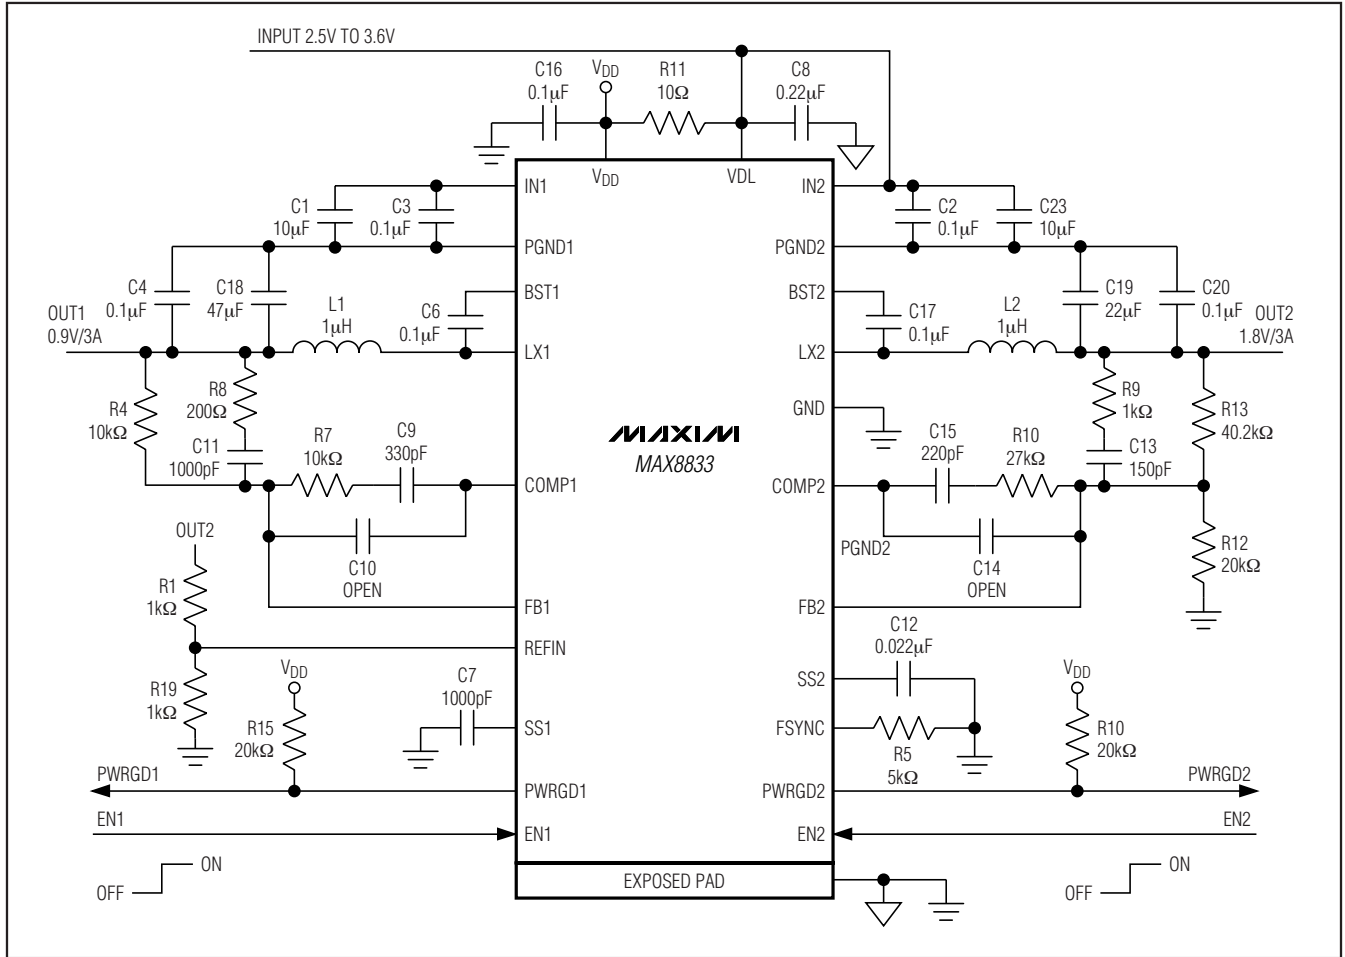 INPUT 2.5V TO 3.6V
C16
0.1µF
VDD
R11
10Ω
C8
0.22µF
VDD
VDL
IN1
IN2
C1
10µF
C3
0.1µF
C2
0.1µF
C23
10µF
PGND1
PGND2
C4
0.1µF
C18
47µF
L1
1µH
C6
0.1µF
BST1
BST2
C17
0.1µF
L2
1µH
C19
22µF
C20
0.1µF
OUT1
0.9V/3A
OUT2
1.8V/3A
LX1
LX2
R4
10kΩ
R8
200Ω
C11
1000pF
R7
10kΩ
C9
330pF
MAXIM
MAX8833
GND
C15
220pF
R10
27kΩ
R9
1kΩ
C13
150pF
R13
40.2kΩ
COMP1
COMP2
OUT2
C10
OPEN
PGND2
C14
OPEN
R12
20kΩ
R1
1kΩ
FB1
FB2
REFIN
C12
0.022µF
R19
1kΩ
VDD
R15
20kΩ
C7
1000pF
SS1
SS2
FSYNC
R5
5kΩ
VDD
R10
20kΩ
PWRGD1
PWRGD1
PWRGD2
PWRGD2
EN1
EN1
EN2
EN2
OFF
ON
EXPOSED PAD
OFF
ON